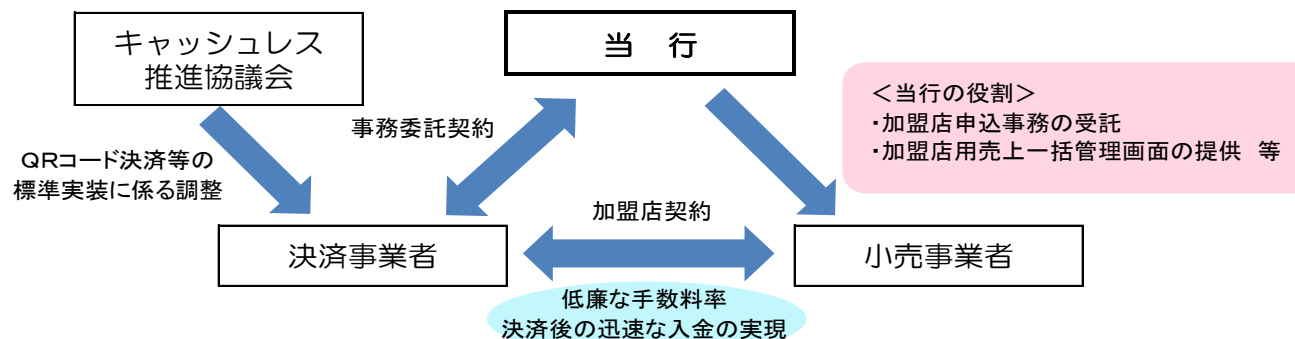 キャッシュレス
推進協議会
当　行
＜当行の役割＞
・加盟店申込事務の受託
・加盟店用売上一括管理画面の提供　等
事務委託契約
QRコード決済等の
標準実装に係る調整
加盟店契約
決済事業者
小売事業者
低廉な手数料率
決済後の迅速な入金の実現